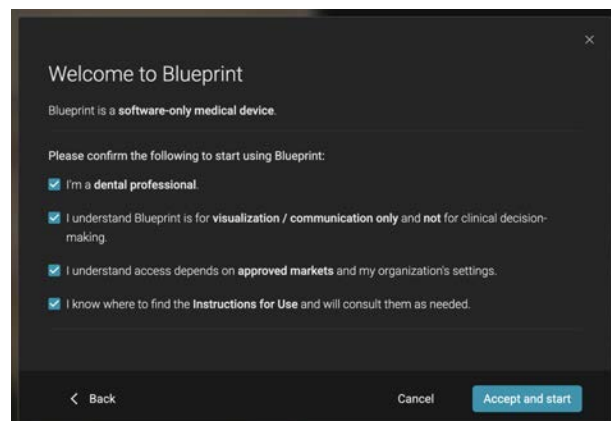 Welcome to Blueprint
Blueprint is a software-only medical device.
Please confirm the following to start using Blueprint:
I'm a dental professional.
I understand Blueprint is for visualization / communication only and not for clinical decision-
making.
I understand access depends on approved markets and my organization's settings.
I know where to find the Instructions for Use and will consult them as needed.
Back
Cancel
Accept and start